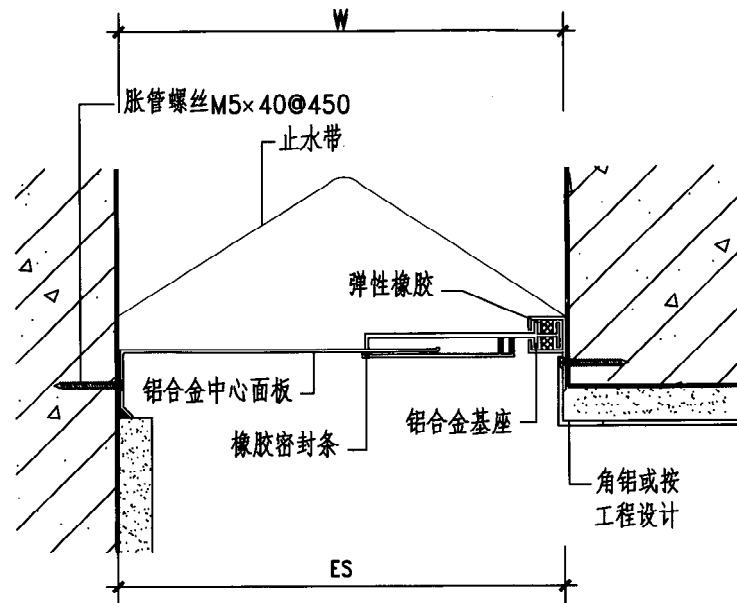 W
胀管螺丝M5×40@450
止水带
弹性橡胶
铝合金中心面板
铝合金基座
橡胶密封条
角铝或按
工程设计
ES